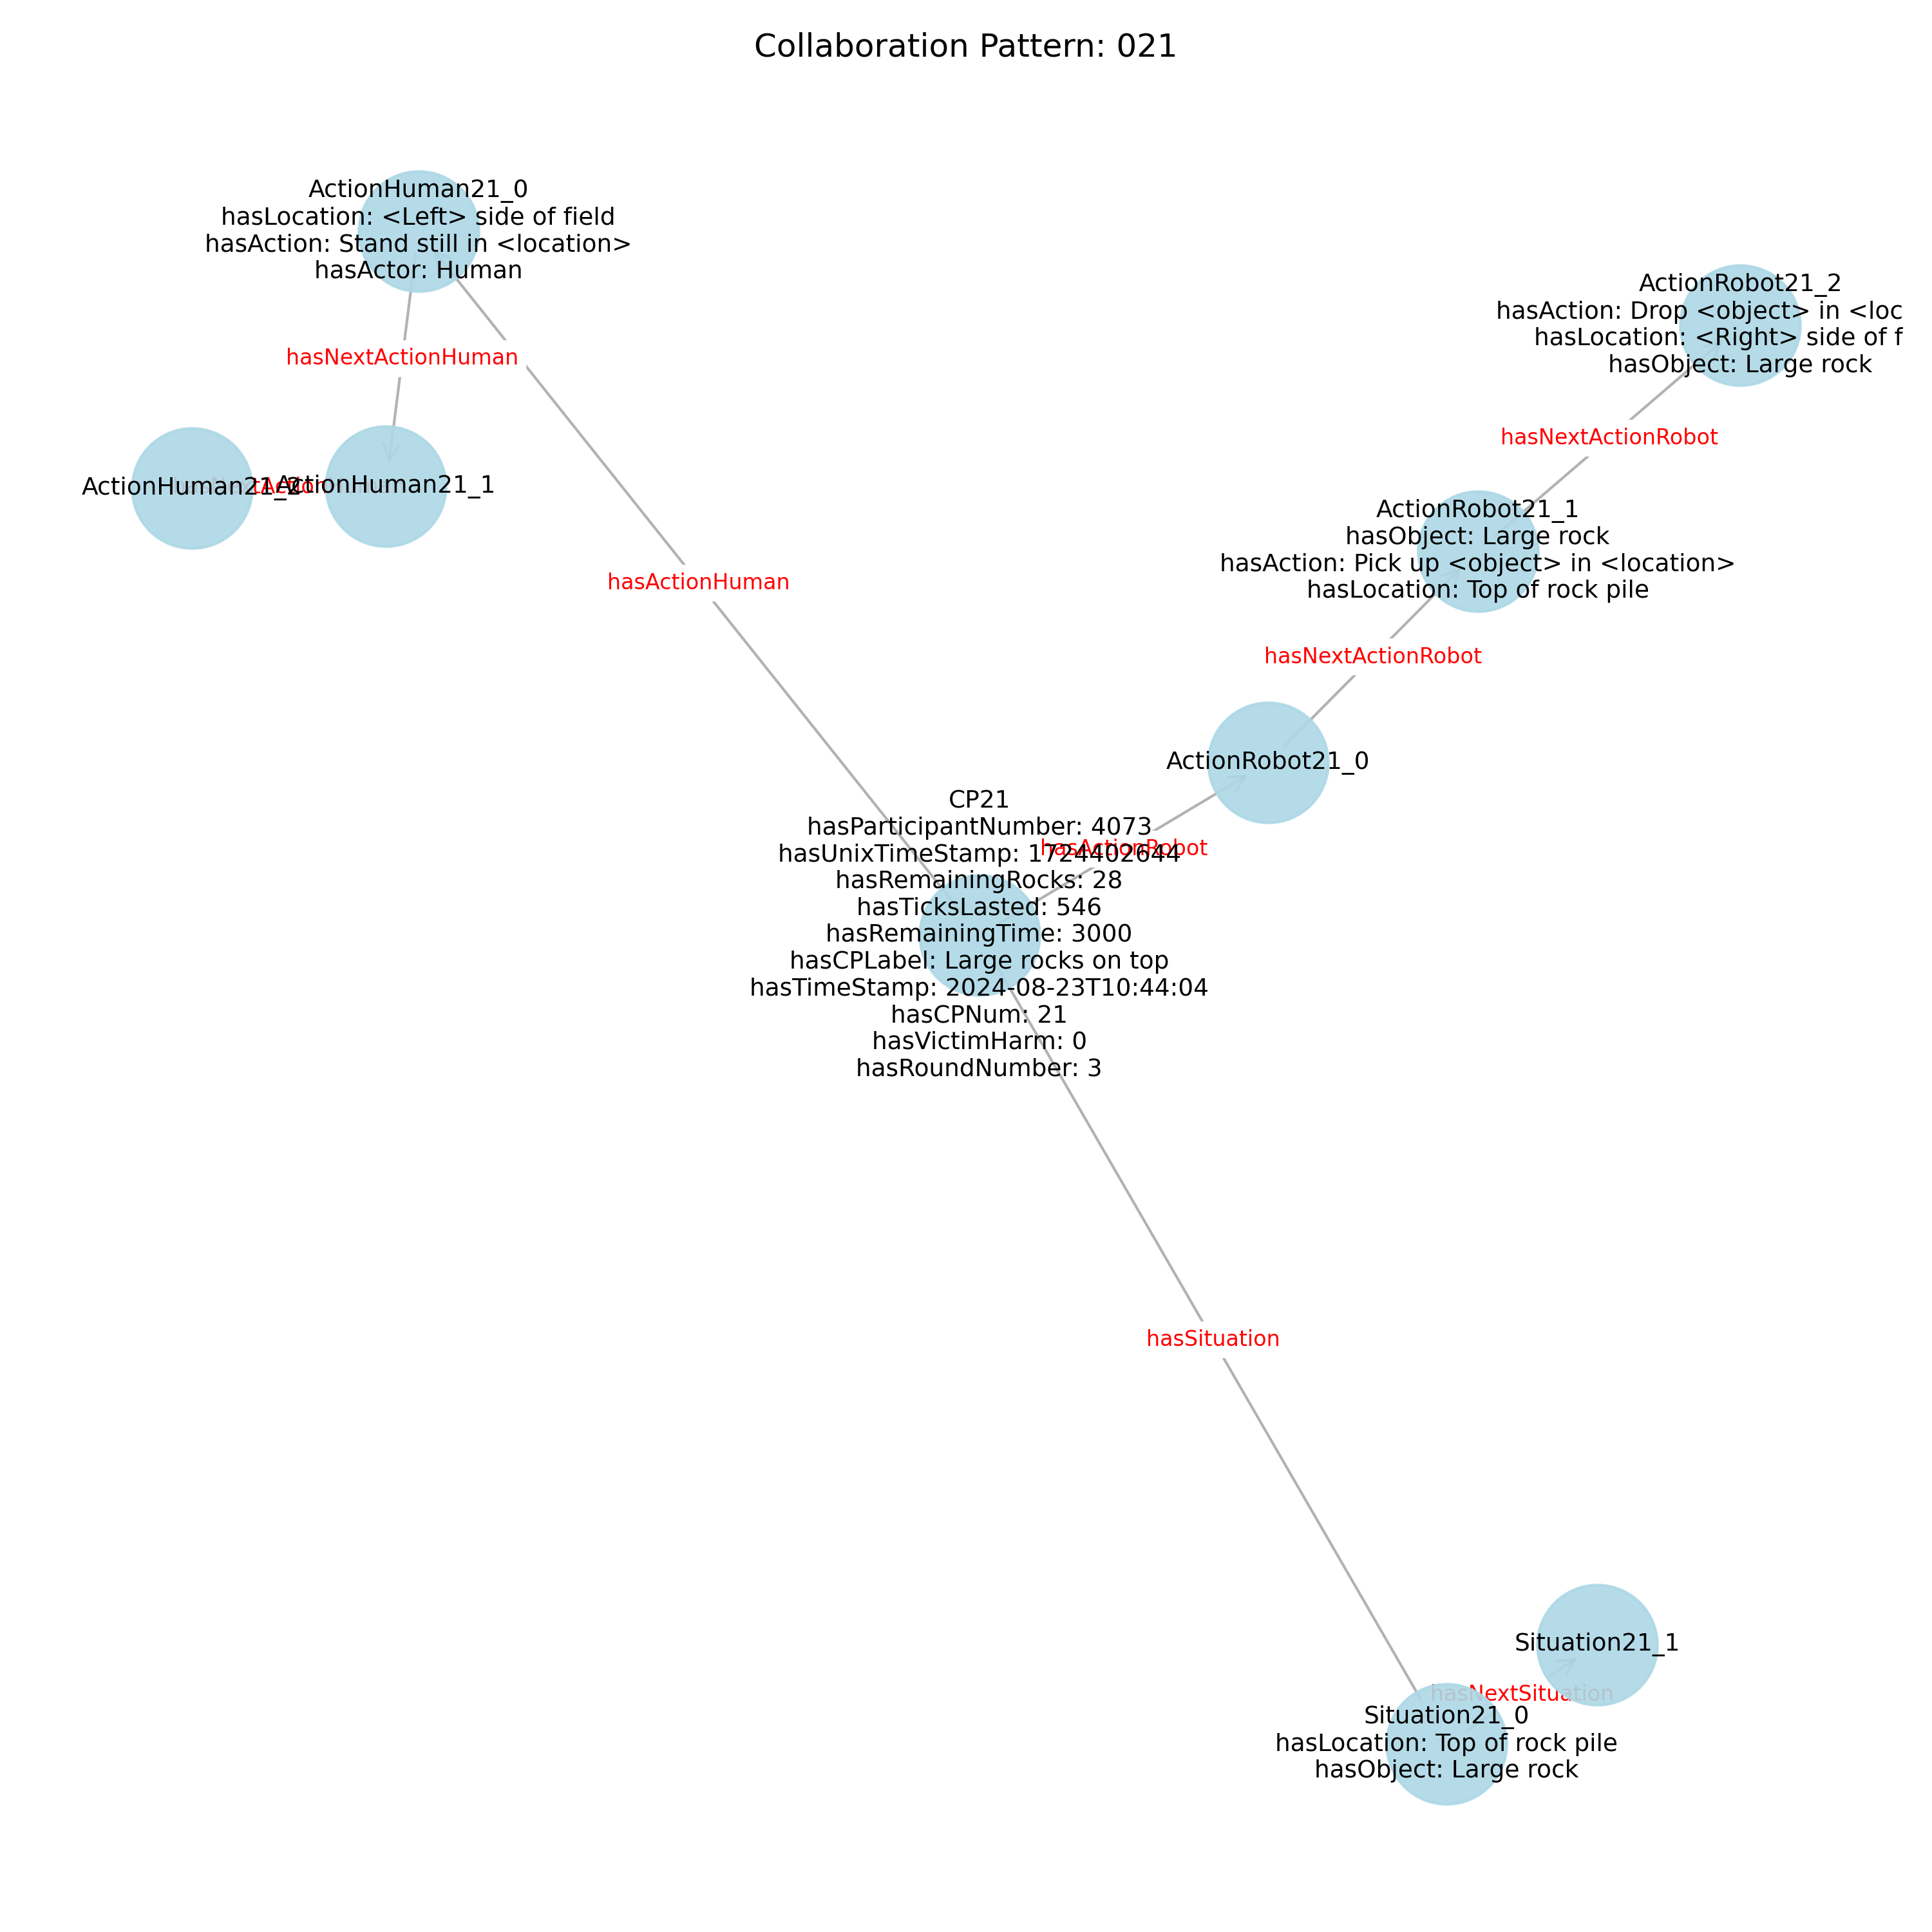 Collaboration Pattern: 021
ActionHuman21_0
hasLocation: <Left> side of field
hasAction: Stand still in <location>
hasActor: Human
ActionRobot21_2
hasAction: Drop <object> in <loc
hasLocation: <Right> side of f
hasObject: Large rock
hasNextActionHuman
hasNextActionRobot
ActionHuman21_2
ActionHuman21_1
ActionRobot21_1
hasObject: Large rock
hasAction: Pick up <object> in <location>
hasLocation: Top of rock pile
hasActionHuman
hasNextActionRobot
ActionRobot21_0
CP21
hasParticipantNumber: 4073
hasUnixTimeStamp: 1724402644
hasActionRobot
hasRemainingRocks: 28
hasTicksLasted: 546
hasRemainingTime: 3000
hasCPLabel: Large rocks on top
hasTimeStamp: 2024-08-23T10:44:04
hasCPNum: 21
hasVictimHarm: 0
hasRoundNumber: 3
hasSituation
Situation21_1
hasNextSituation
Situation21_0
hasLocation: Top of rock pile
hasObject: Large rock